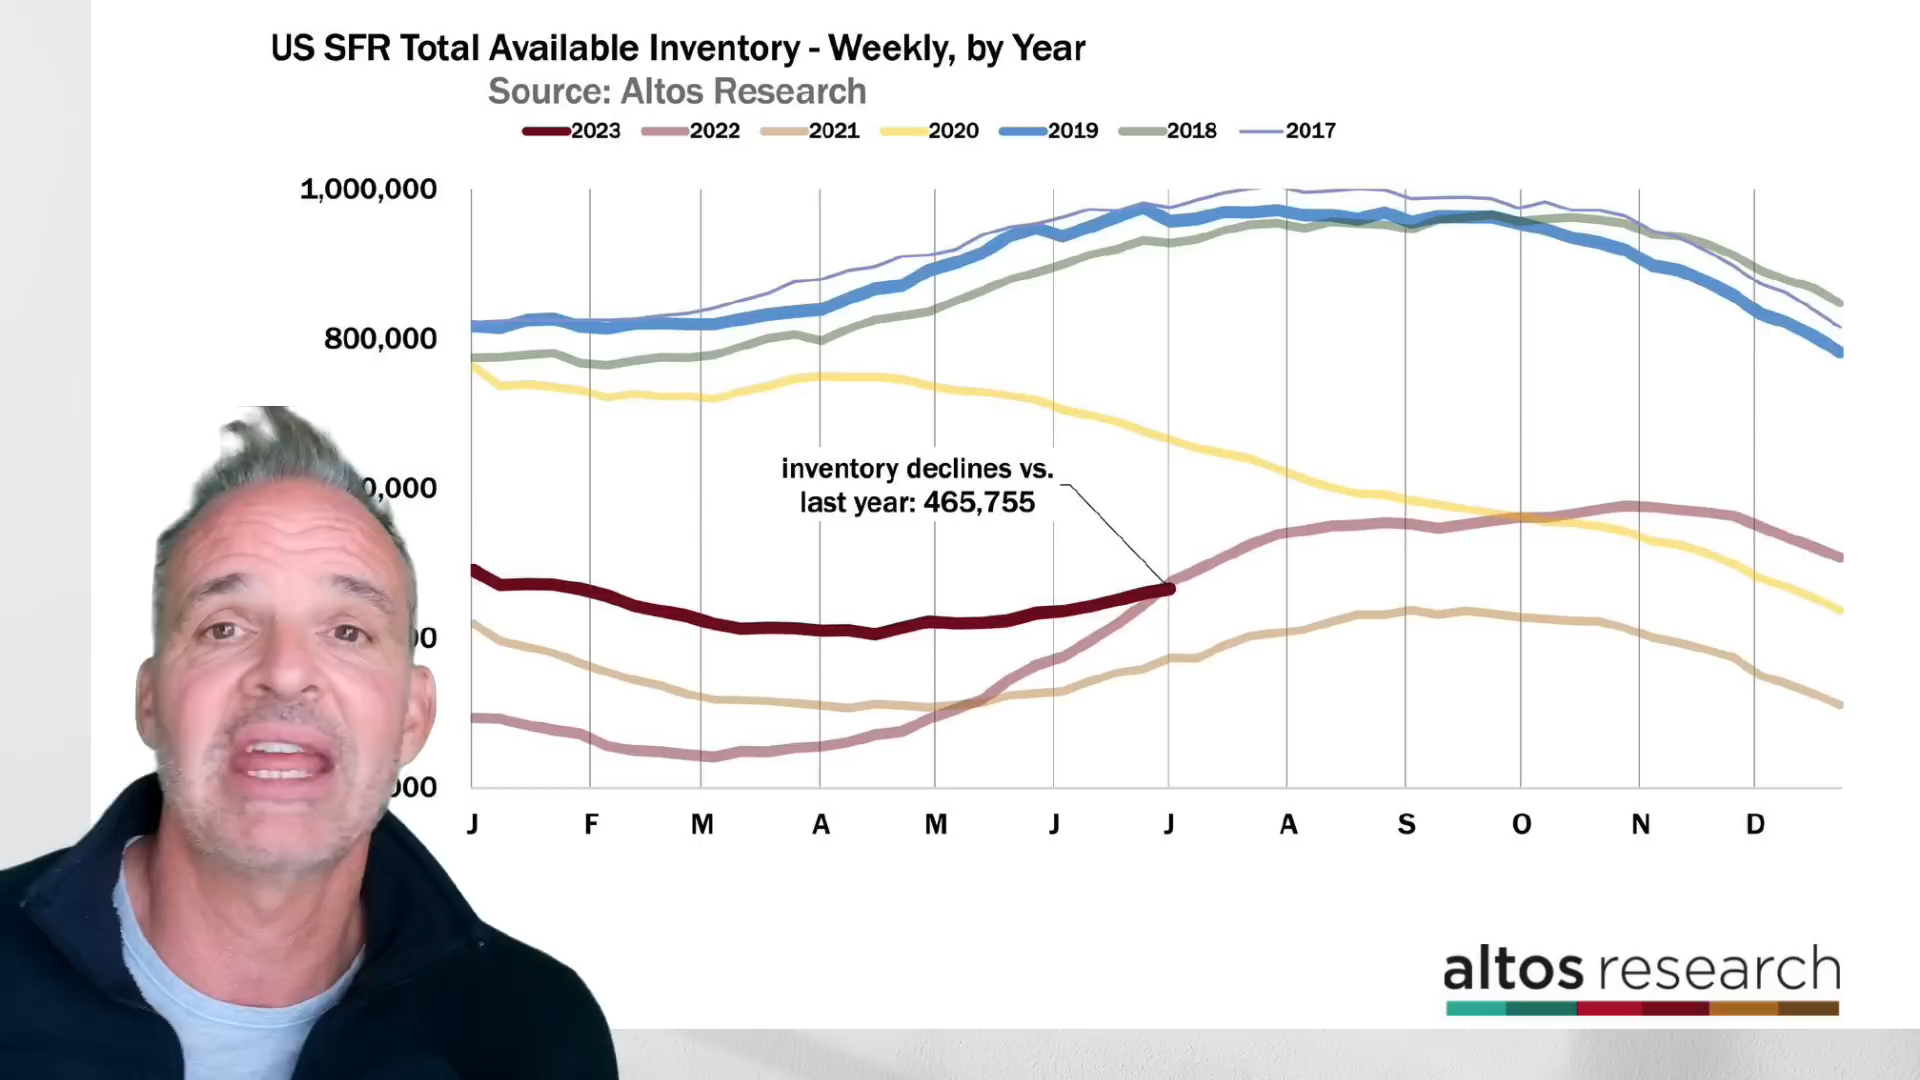 US SFR Total Available Inventory - Weekly, by Year
Source: Altos Research
2023 2022 2021 2020 2019 2018 2017
1,000,000
800,000
0,000
inventory declines vs.
last year: 465,755
00
000
J F M A M J J A S O N D
altos research